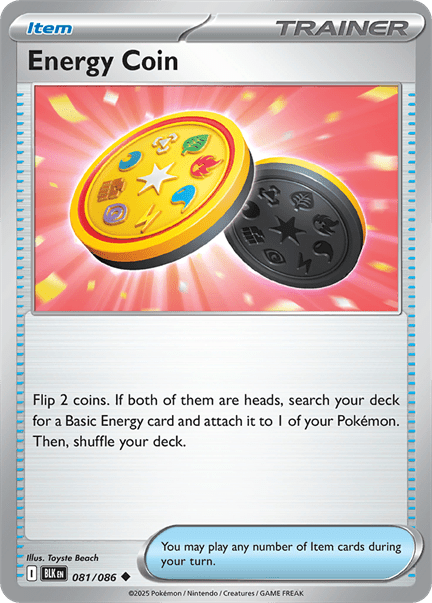 Item
TRAINER
Energy Coin
Flip 2 coins. If both of them are heads, search your deck
for a Basic Energy card and attach it to 1 of your Pokémon.
Then, shuffle your deck.
Illus. Toyste Beach
You may play any number of Item cards during
your turn.
I BLK EN 081/086 ◆
©2025 Pokémon / Nintendo / Creatures / GAME FREAK